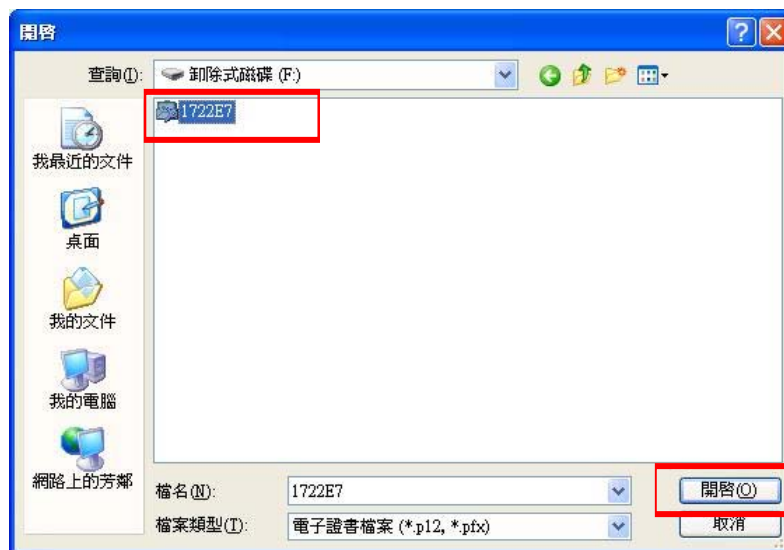 開啓
查詢(I):
卸除式磁碟 (F:)
1722E7
我最近的文件
桌面
我的文件
我的電腦
網路上的芳鄰
檔名(N):
1722E7
開啓(O)
檔案類型(T):
電子證書檔案 (*.p12, *.pfx)
取消